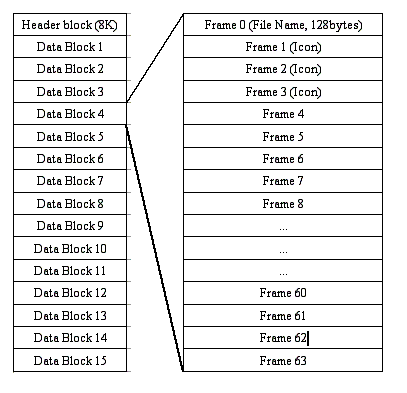 Header block (8K)
Data Block 1
Data Block 2
Data Block 3
Data Block 4
Data Block 5
Data Block 6
Data Block 7
Data Block 8
Data Block 9
Data Block 10
Data Block 11
Data Block 12
Data Block 13
Data Block 14
Data Block 15
Frame 0 (File Name, 128bytes)
Frame 1 (Icon)
Frame 2 (Icon)
Frame 3 (Icon)
Frame 4
Frame 5
Frame 6
Frame 7
Frame 8
...
...
...
Frame 60
Frame 61
Frame 62
Frame 63